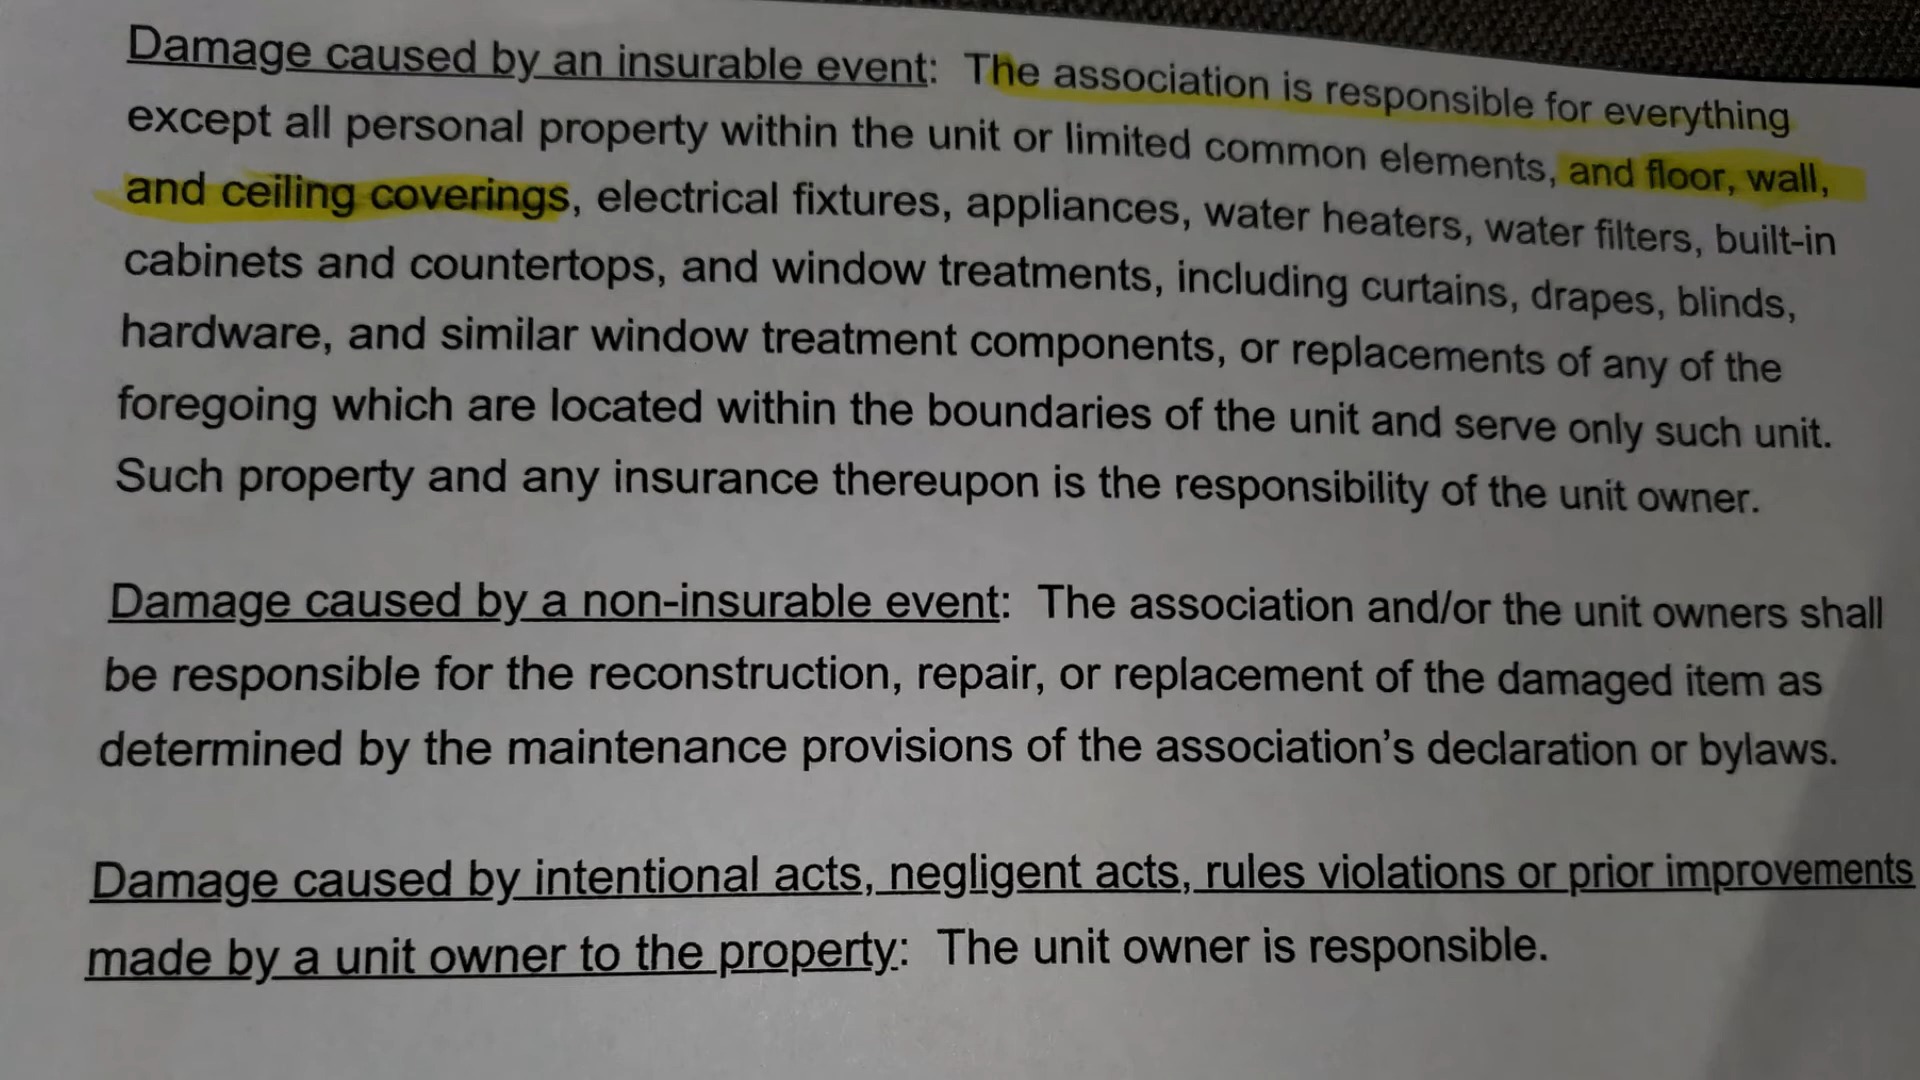 Damage caused by an insurable event: The association is responsible for everything
except all personal property within the unit or limited common elements, and floor, wall,
and ceiling coverings, electrical fixtures, appliances, water heaters, water filters, built-in
cabinets and countertops, and window treatments, including curtains, drapes, blinds,
hardware, and similar window treatment components, or replacements of any of the
foregoing which are located within the boundaries of the unit and serve only such unit.
Such property and any insurance thereupon is the responsibility of the unit owner.
Damage caused by a non-insurable event: The association and/or the unit owners shall
be responsible for the reconstruction, repair, or replacement of the damaged item as
determined by the maintenance provisions of the association's declaration or bylaws.
Damage caused by intentional acts, negligent acts, rules violations or prior improvements
made by a unit owner to the property: The unit owner is responsible.